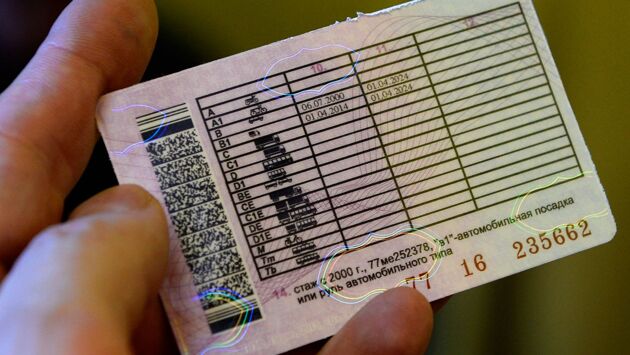 10. 11. 12.
A
A1
B 06.07.2000 01.04.2024
B1 01.04.2014 01.04.2024
C
C1
D
D1
BE
CE
C1E
DE
D1E
Tm
Tb
14. стаж с 2000 г., 77ме252378, "в1"-автомобильная посадка
или руль автомобильного типа
77 16 235662